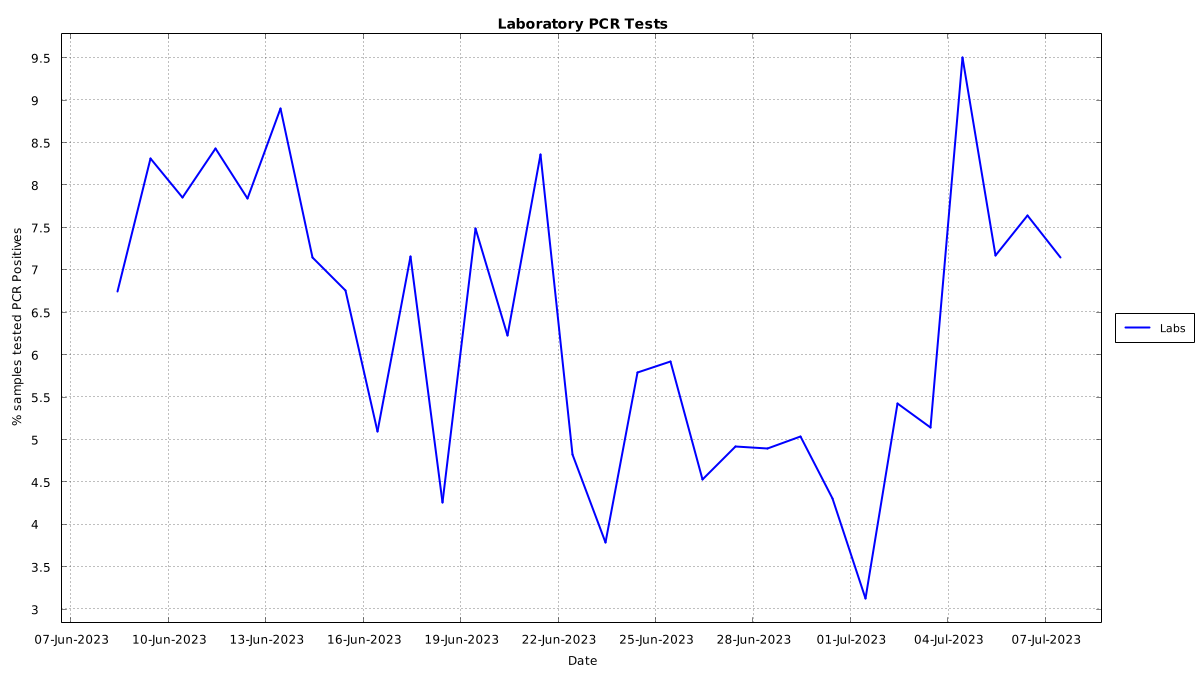 Laboratory PCR Tests
% samples tested PCR Positives
9.5
9
8.5
8
7.5
7
6.5
6
5.5
5
4.5
4
3.5
3
07-Jun-2023 10-Jun-2023 13-Jun-2023 16-Jun-2023 19-Jun-2023 22-Jun-2023 25-Jun-2023 28-Jun-2023 01-Jul-2023 04-Jul-2023 07-Jul-2023
Date
Labs